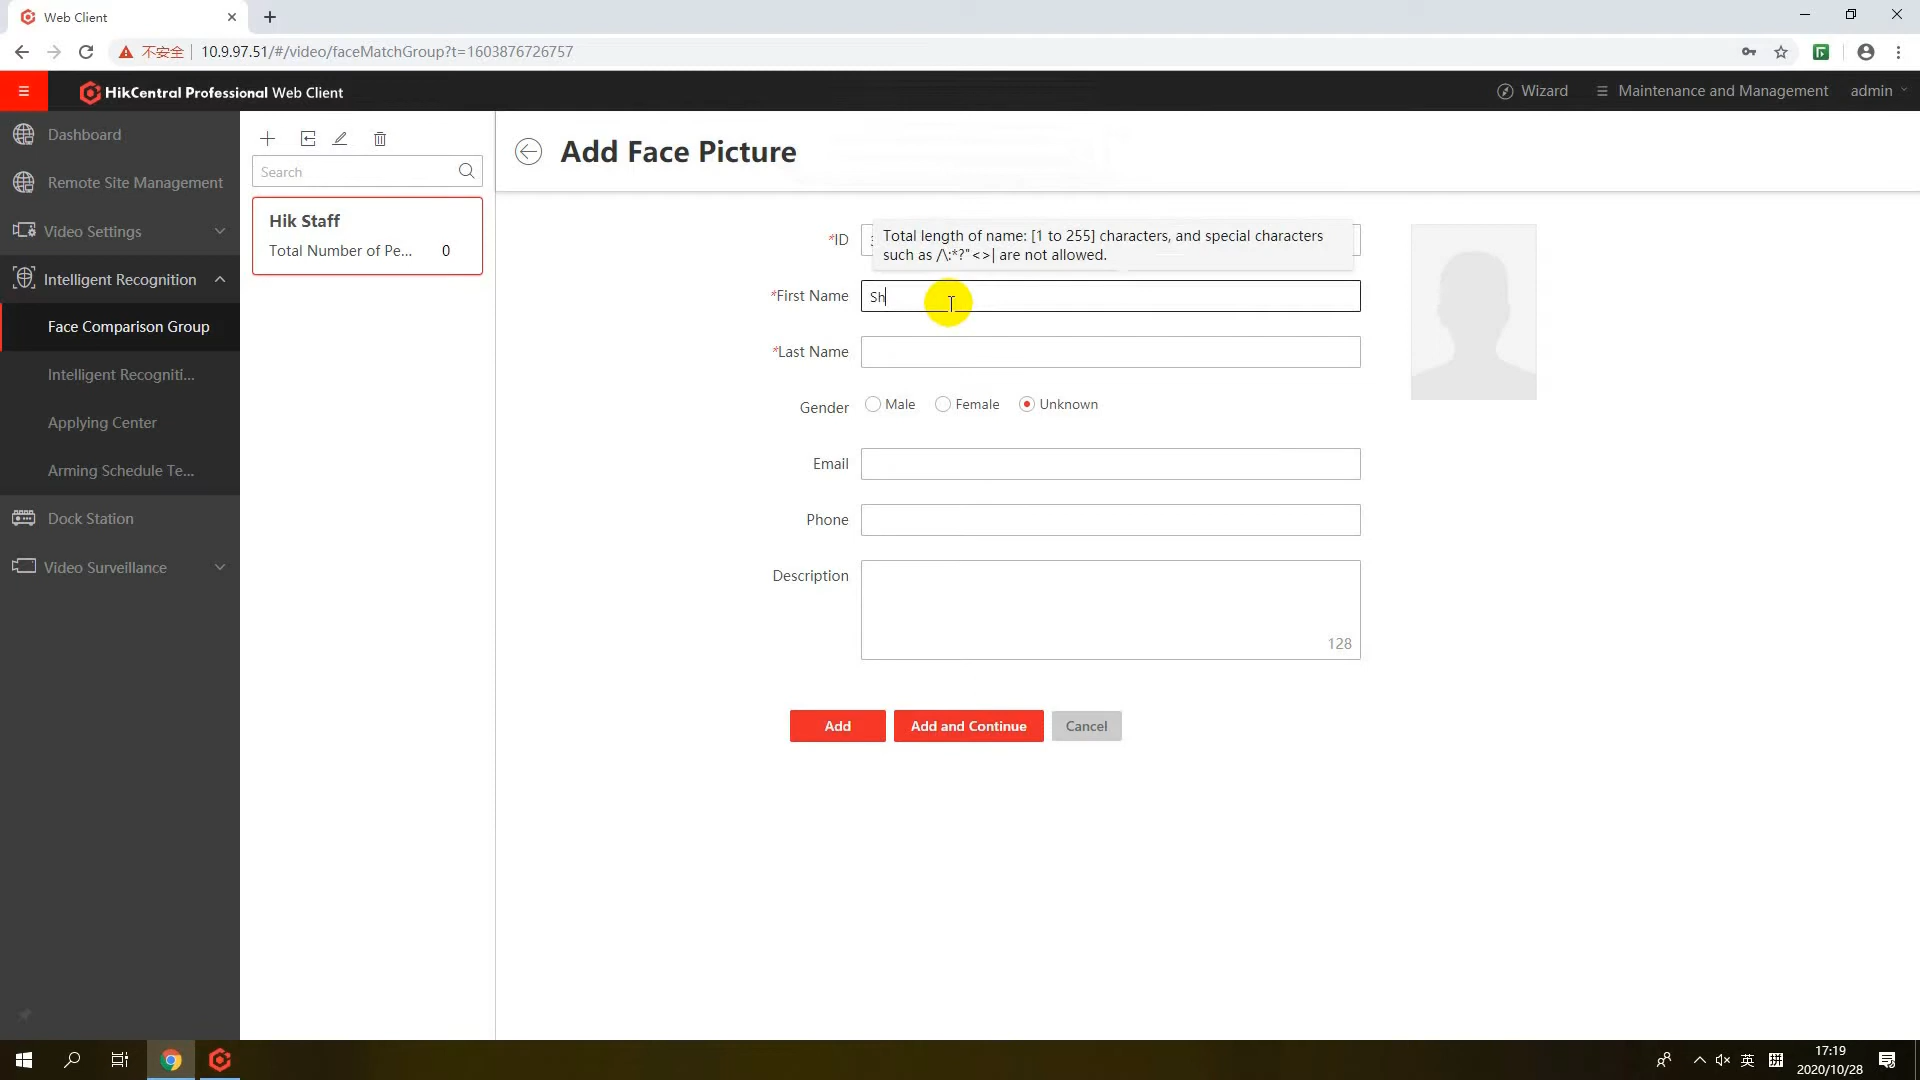 Web Client
不安全
10.9.97.51/#/video/faceMatchGroup?t=1603876726757
HikCentral Professional Web Client
Wizard
Maintenance and Management
admin
Dashboard
Remote Site Management
Video Settings
Intelligent Recognition
Face Comparison Group
Intelligent Recogniti...
Applying Center
Arming Schedule Te...
Dock Station
Video Surveillance
Search
Hik Staff
Total Number of Pe... 0
Add Face Picture
*ID
Total length of name: [1 to 255] characters, and special characters
such as /\:*?"<>| are not allowed.
*First Name Sh
*Last Name
Gender Male Female Unknown
Email
Phone
Description
128
Add
Add and Continue
Cancel
英
17:19
2020/10/28